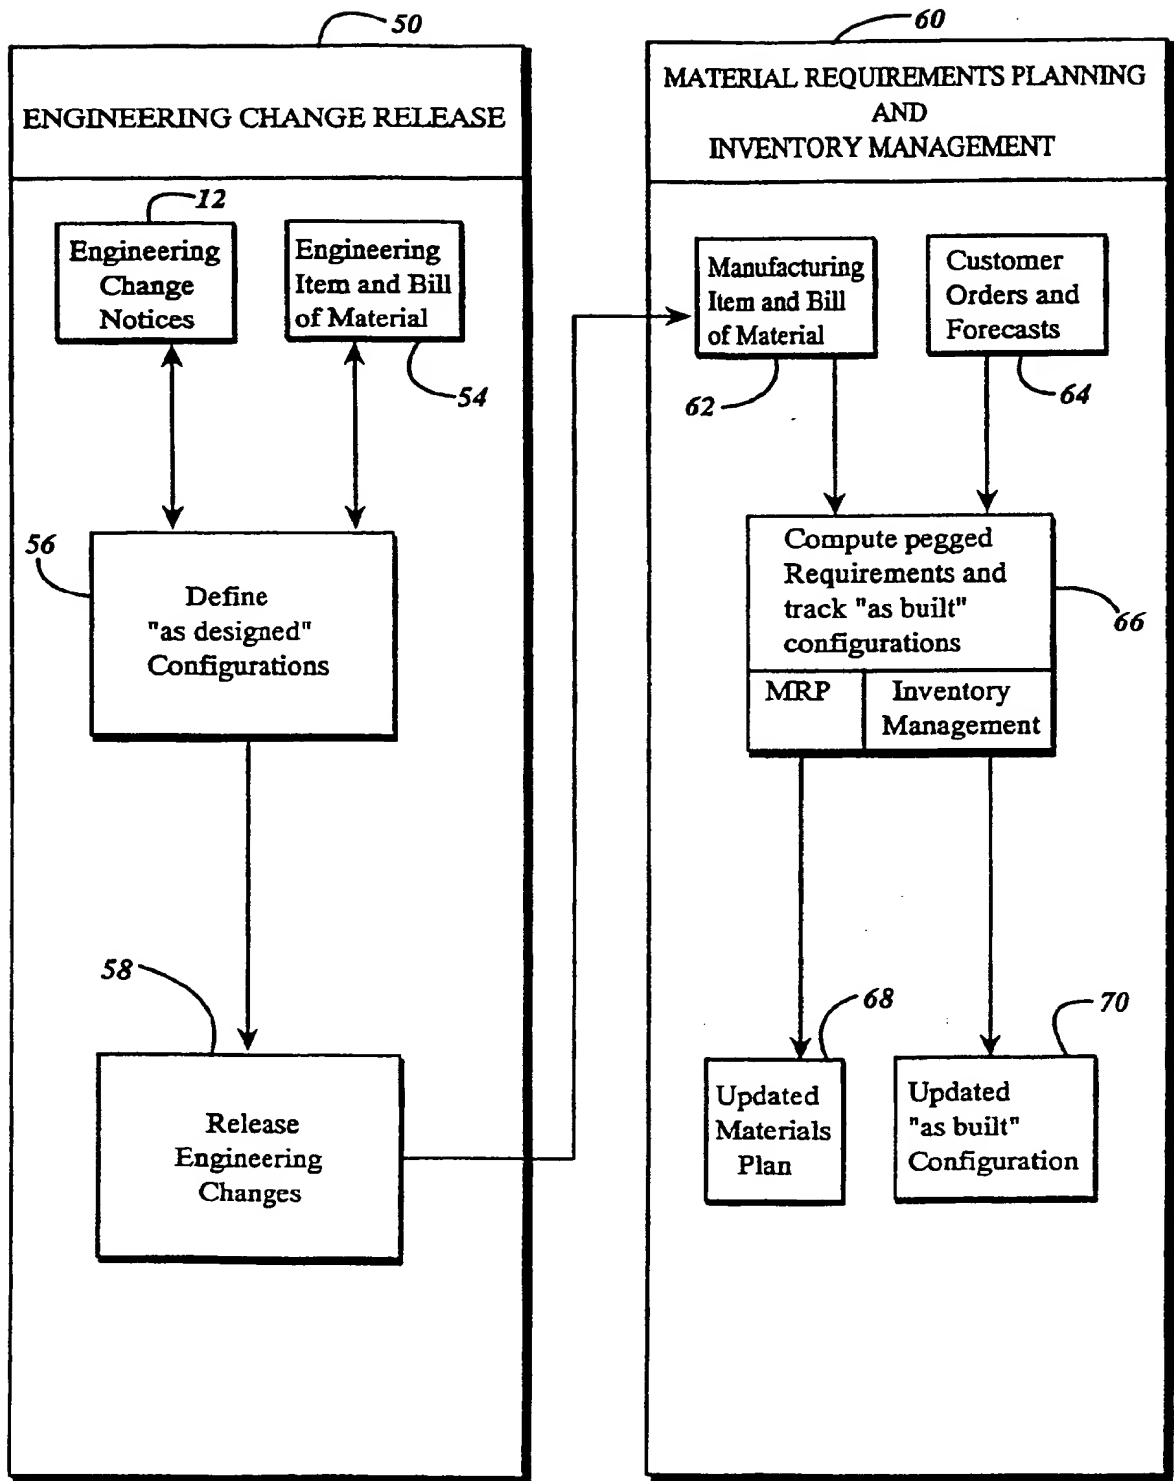 50
ENGINEERING CHANGE RELEASE
12
Engineering
Change
Notices
Engineering
Item and Bill
of Material
54
56
Define
"as designed"
Configurations
58
Release
Engineering
Changes
60
MATERIAL REQUIREMENTS PLANNING
AND
INVENTORY MANAGEMENT
Manufacturing
Item and Bill
of Material
62
Customer
Orders and
Forecasts
64
Compute pegged
Requirements and
track "as built"
configurations
66
MRP
Inventory
Management
68
Updated
Materials
Plan
70
Updated
"as built"
Configuration